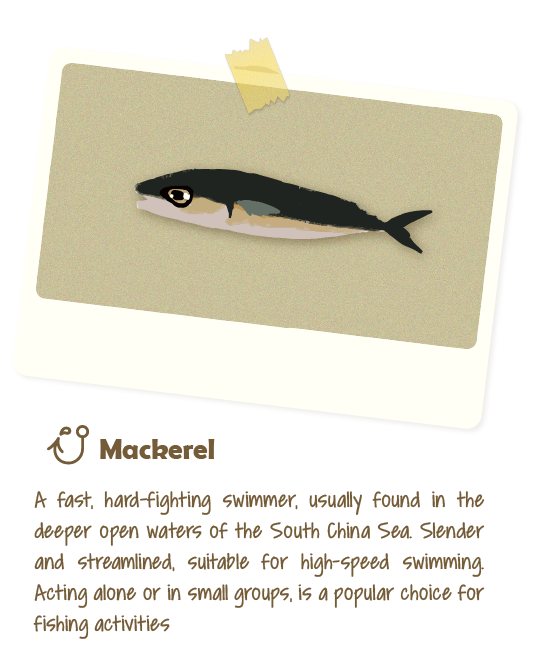 Mackerel
A fast, hard-fighting swimmer, usually found in the
deeper open waters of the South China Sea. Slender
and streamlined, suitable for high-speed swimming.
Acting alone or in small groups, is a popular choice for
fishing activities